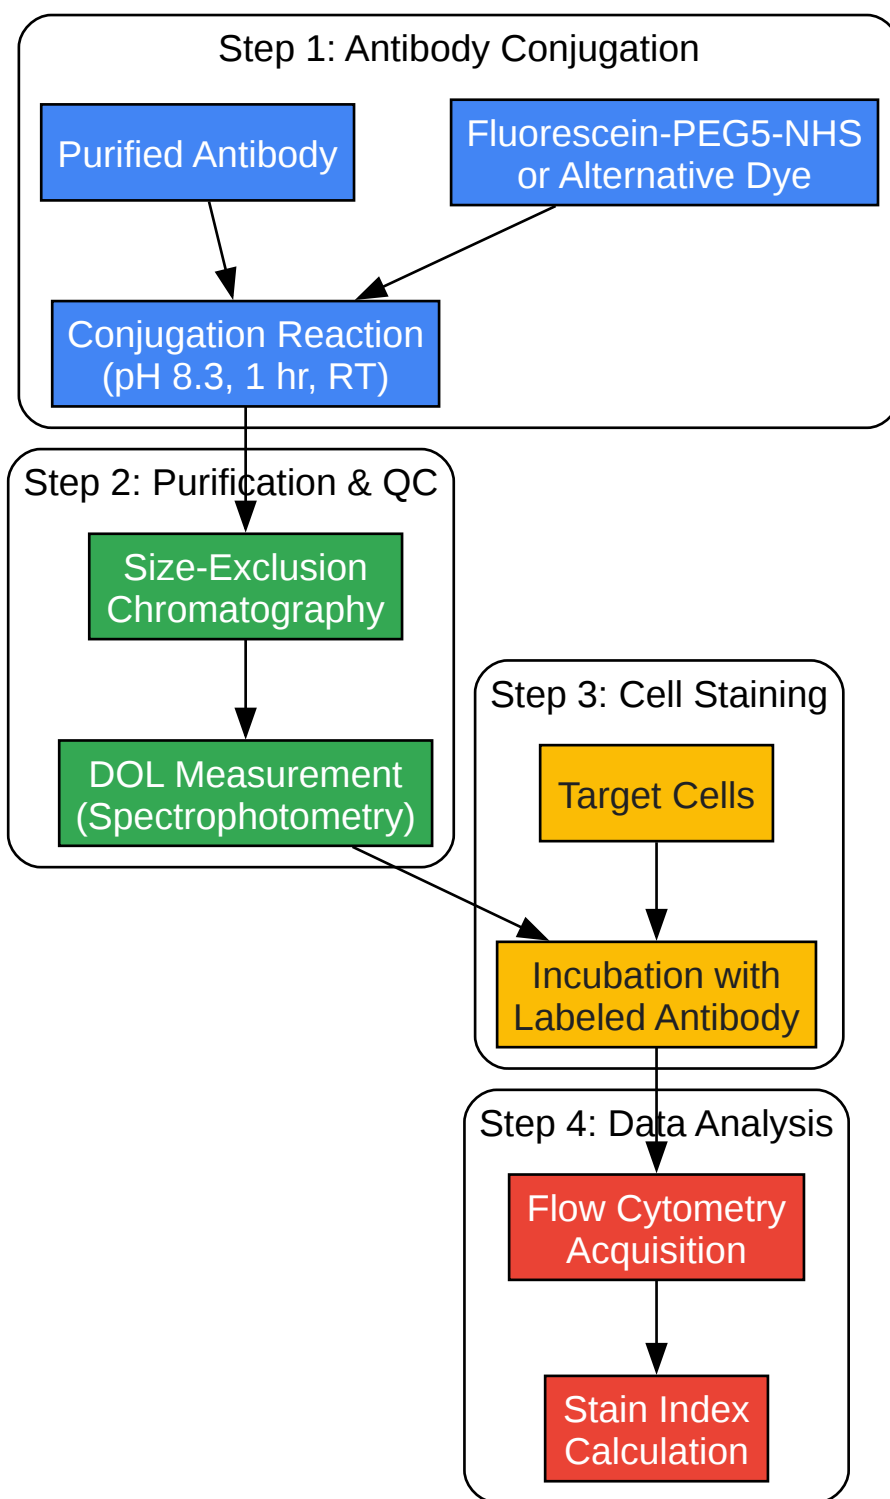 Step 1: Antibody Conjugation
Purified Antibody
Fluorescein-PEG5-NHS
or Alternative Dye
Conjugation Reaction
(pH 8.3, 1 hr, RT)
Step 2: Purification & QC
Size-Exclusion
Chromatography
DOL Measurement
(Spectrophotometry)
Step 3: Cell Staining
Target Cells
Incubation with
Labeled Antibody
Step 4: Data Analysis
Flow Cytometry
Acquisition
Stain Index
Calculation